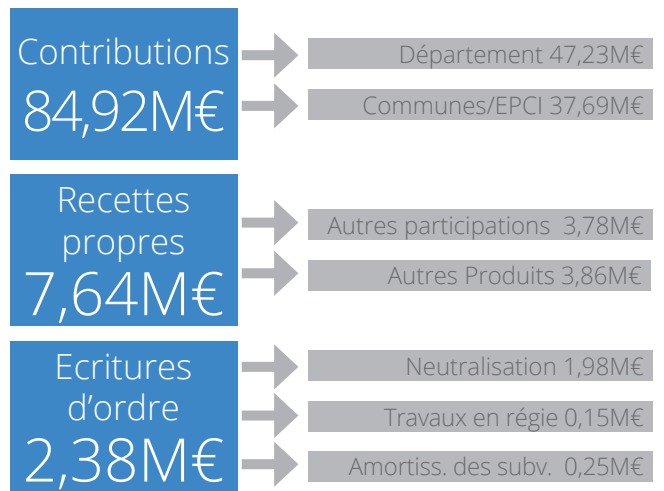 Contributions
84,92M€
Département 47,23M€
Communes/EPCI 37,69M€
Recettes
propres
7,64M€
Autres participations 3,78M€
Autres Produits 3,86M€
Ecritures
d’ordre
2,38M€
Neutralisation 1,98M€
Travaux en régie 0,15M€
Amortiss. des subv. 0,25M€